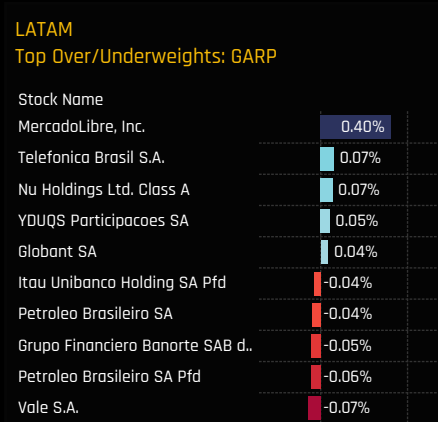 LATAM
Top Over/Underweights: GARP
Stock Name
MercadoLibre, Inc. 0.40%
Telefonica Brasil S.A. 0.07%
Nu Holdings Ltd. Class A 0.07%
YDUQS Participacoes SA 0.05%
Globant SA 0.04%
Itau Unibanco Holding SA Pfd -0.04%
Petroleo Brasileiro SA -0.04%
Grupo Financiero Banorte SAB d.. -0.05%
Petroleo Brasileiro SA Pfd -0.06%
Vale S.A. -0.07%